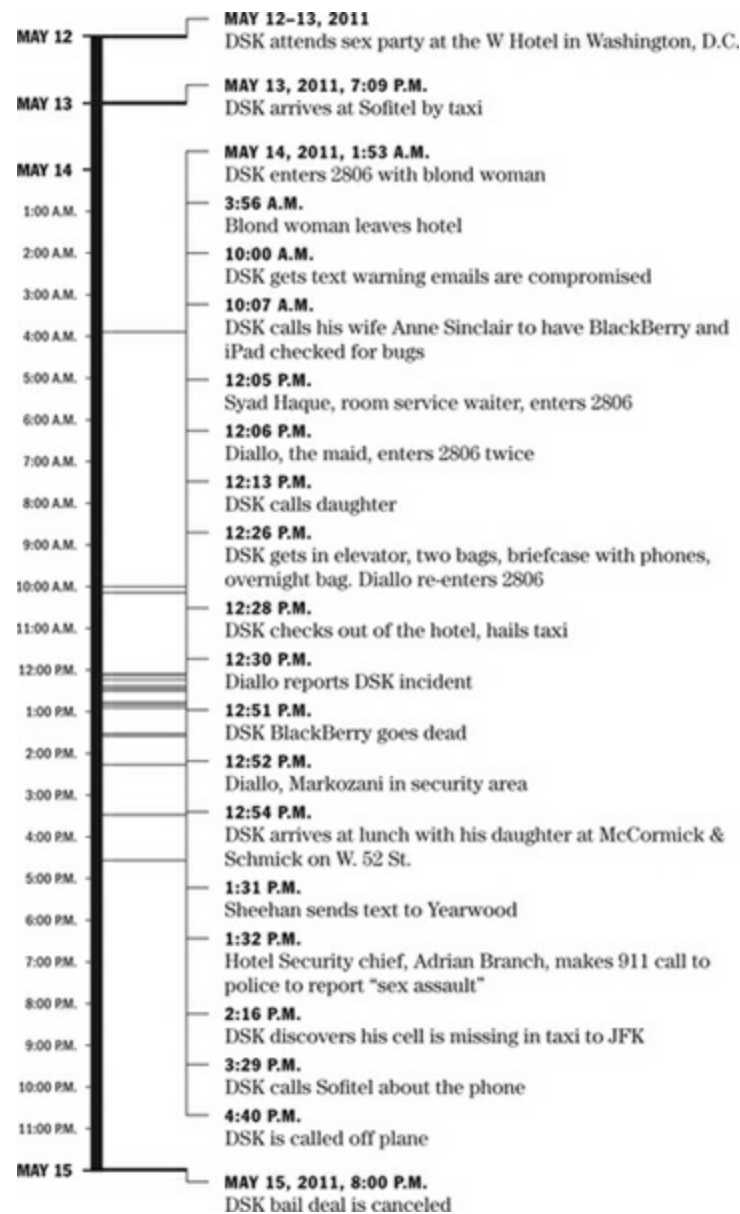 MAY 12
MAY 12–13, 2011
DSK attends sex party at the W Hotel in Washington, D.C.
MAY 13
MAY 13, 2011, 7:09 P.M.
DSK arrives at Sofitel by taxi
MAY 14
1:00 A.M.
2:00 A.M.
3:00 A.M.
4:00 A.M.
5:00 A.M.
6:00 A.M.
7:00 A.M.
8:00 A.M.
9:00 A.M.
10:00 A.M.
11:00 A.M.
12:00 P.M.
1:00 P.M.
2:00 P.M.
3:00 P.M.
4:00 P.M.
5:00 P.M.
6:00 P.M.
7:00 P.M.
8:00 P.M.
9:00 P.M.
10:00 P.M.
11:00 P.M.
MAY 14, 2011, 1:53 A.M.
DSK enters 2806 with blond woman
3:56 A.M.
Blond woman leaves hotel
10:00 A.M.
DSK gets text warning emails are compromised
10:07 A.M.
DSK calls his wife Anne Sinclair to have BlackBerry and
iPad checked for bugs
12:05 P.M.
Syad Haque, room service waiter, enters 2806
12:06 P.M.
Diallo, the maid, enters 2806 twice
12:13 P.M.
DSK calls daughter
12:26 P.M.
DSK gets in elevator, two bags, briefcase with phones,
overnight bag. Diallo re-enters 2806
12:28 P.M.
DSK checks out of the hotel, hails taxi
12:30 P.M.
Diallo reports DSK incident
12:51 P.M.
DSK BlackBerry goes dead
12:52 P.M.
Diallo, Markozani in security area
12:54 P.M.
DSK arrives at lunch with his daughter at McCormick &
Schmick on W. 52 St.
1:31 P.M.
Sheehan sends text to Yearwood
1:32 P.M.
Hotel Security chief, Adrian Branch, makes 911 call to
police to report “sex assault”
2:16 P.M.
DSK discovers his cell is missing in taxi to JFK
3:29 P.M.
DSK calls Sofitel about the phone
4:40 P.M.
DSK is called off plane
MAY 15
MAY 15, 2011, 8:00 P.M.
DSK bail deal is canceled